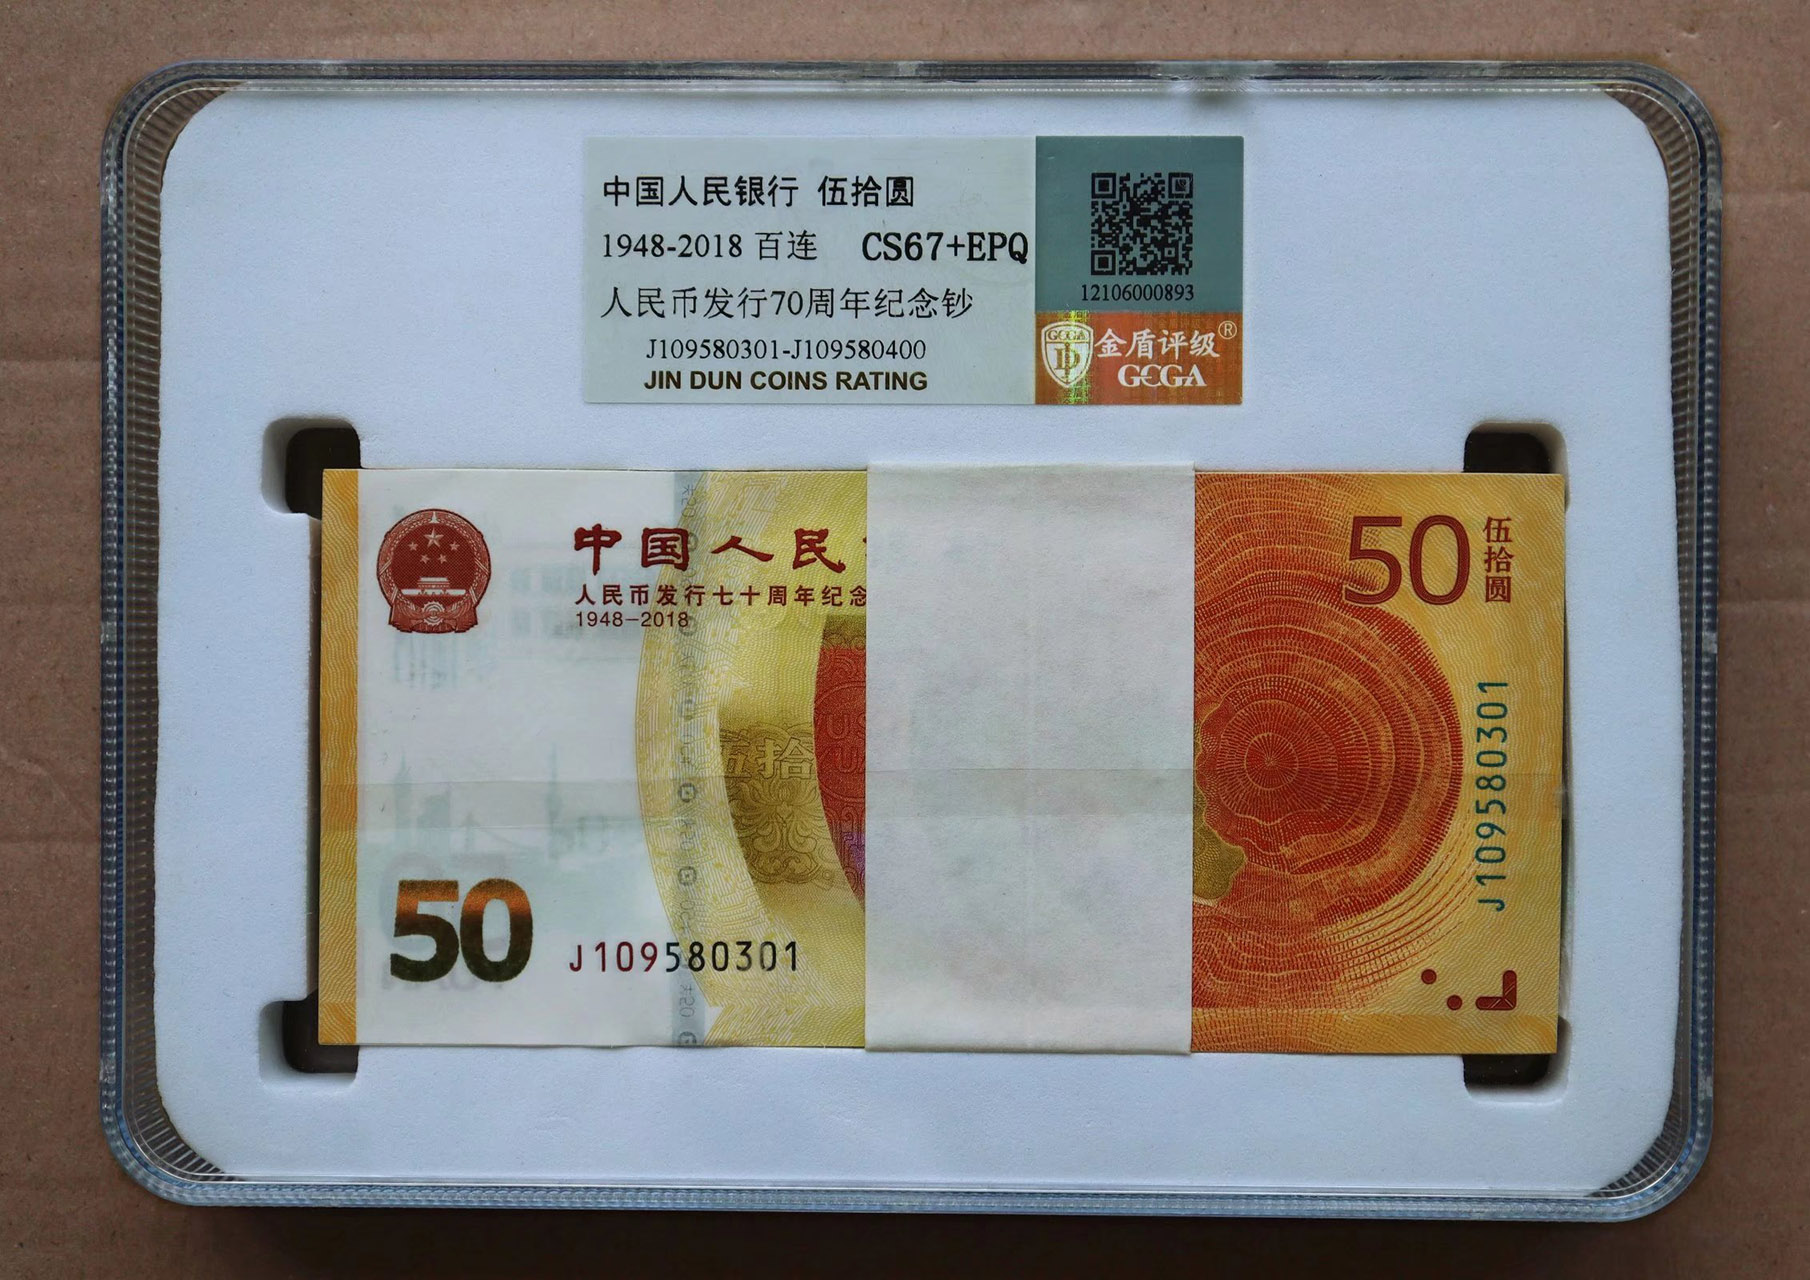 中国人民银行 伍拾圆
1948-2018 百连 CS67+EPQ
人民币发行70周年纪念钞
J109580301-J109580400
JIN DUN COINS RATING
12106000893
GCGA
金盾评级®
GCGA
中国人民
人民币发行七十周年纪念
1948-2018
伍拾
50
J109580301
50
伍拾圆
J109580301